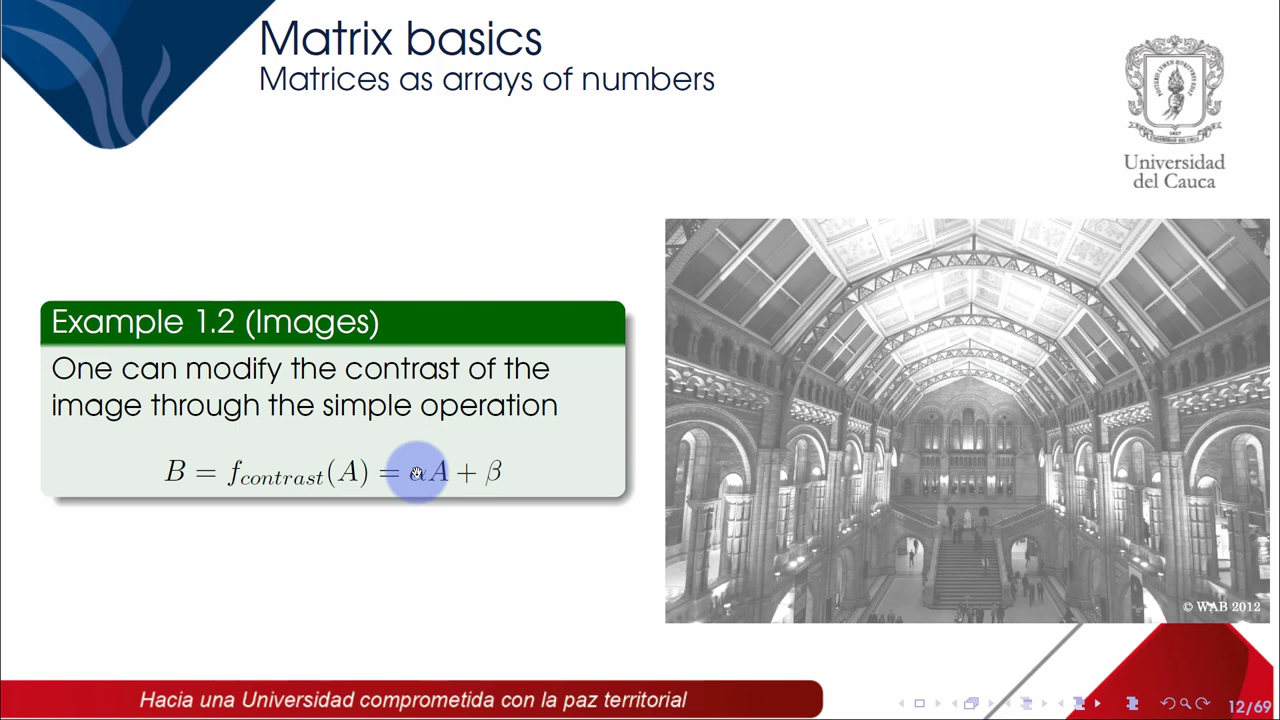 Matrix basics
Matrices as arrays of numbers
Universidad
del Cauca
Example 1.2 (Images)
One can modify the contrast of the
image through the simple operation
B = f_{contrast}(A) = αA + β
© WAB 2012
Hacia una Universidad comprometida con la paz territorial
12/69